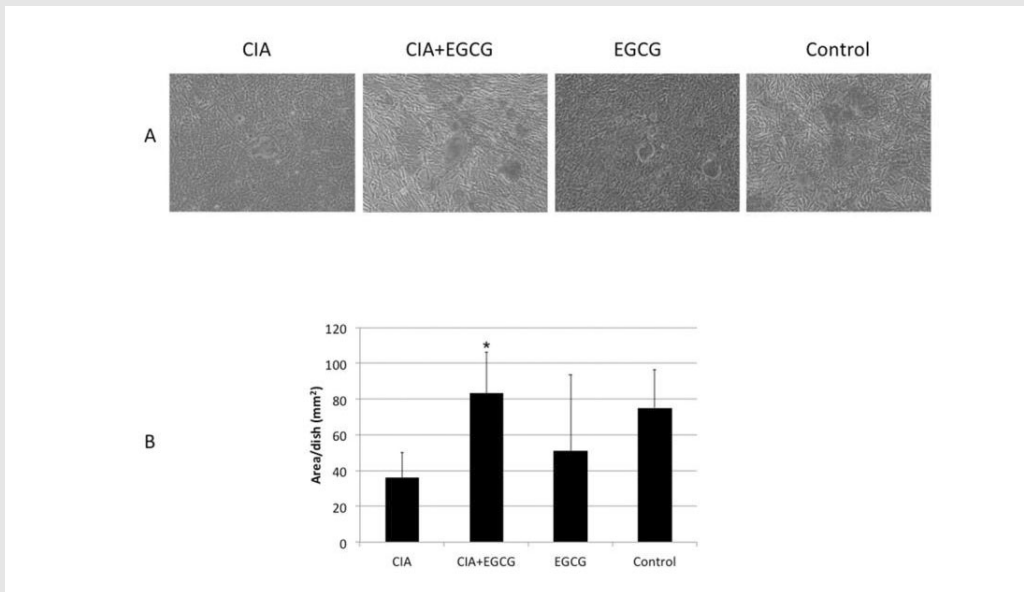 CIA CIA+EGCG EGCG Control
A
B
Area/dish (mm²)
120
100
80
60
40
20
0
*
CIA CIA+EGCG EGCG Control